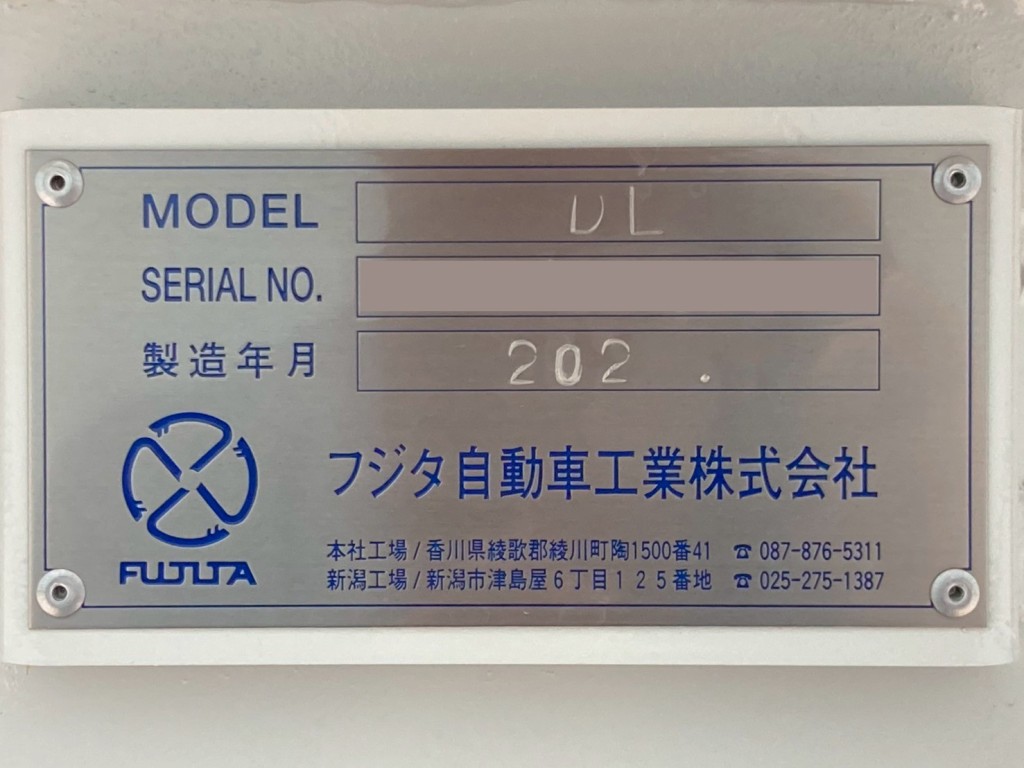 MODEL DL
SERIAL NO.
製造年月 202 .
フジタ自動車工業株式会社
FUJITA
本社工場/香川県綾歌郡綾川町陶1500番41 ☎ 087-876-5311
新潟工場/新潟市津島屋6丁目125番地 ☎ 025-275-1387